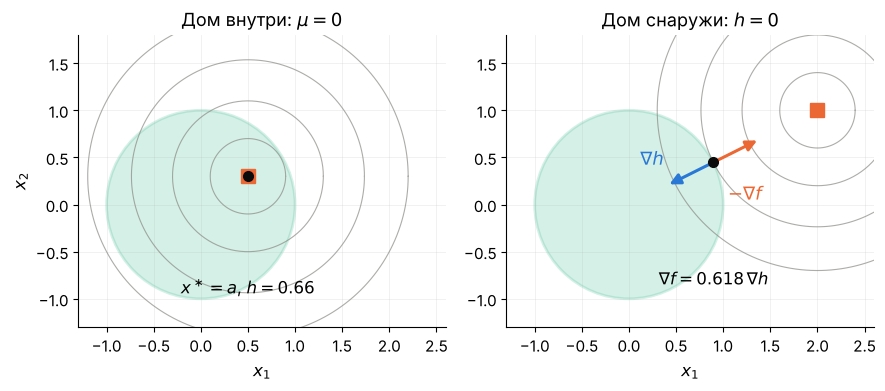 Дом внутри: μ = 0
1.5
1.0
0.5
0.0
−0.5
−1.0
x₂
x* = a, h = 0.66
−1.0 −0.5 0.0 0.5 1.0 1.5 2.0 2.5
x₁
Дом снаружи: h = 0
1.5
1.0
0.5
0.0
−0.5
−1.0
∇h
−∇f
∇f = 0.618 ∇h
−1.0 −0.5 0.0 0.5 1.0 1.5 2.0 2.5
x₁